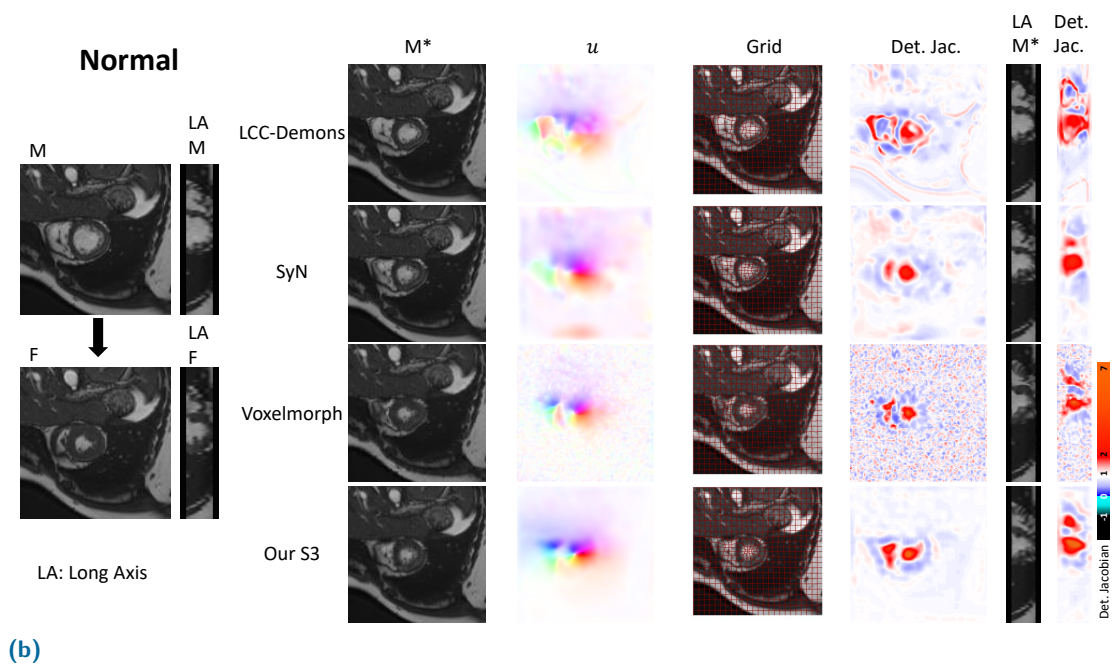 Normal
M
LA
M
F
LA
F
LA: Long Axis
M*
u
Grid
Det. Jac.
LA
M*
Det.
Jac.
LCC-Demons
SyN
Voxelmorph
Our S3
Det. Jacobian
-1 0 1 2 7
(b)